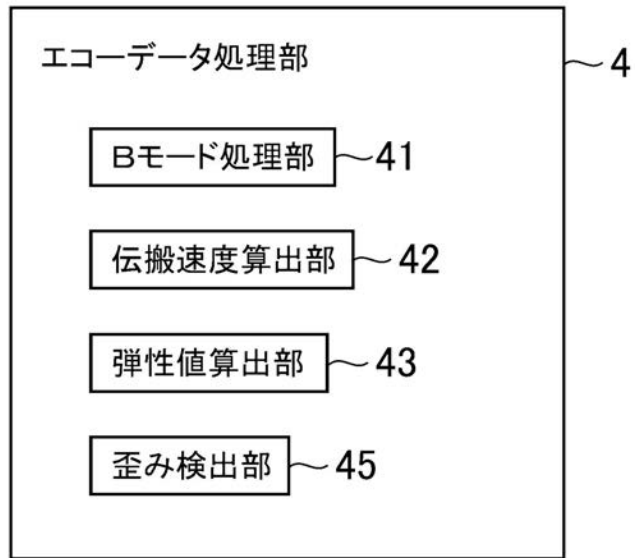 エコーデータ処理部
4
Bモード処理部 41
伝搬速度算出部 42
弾性値算出部 43
歪み検出部 45